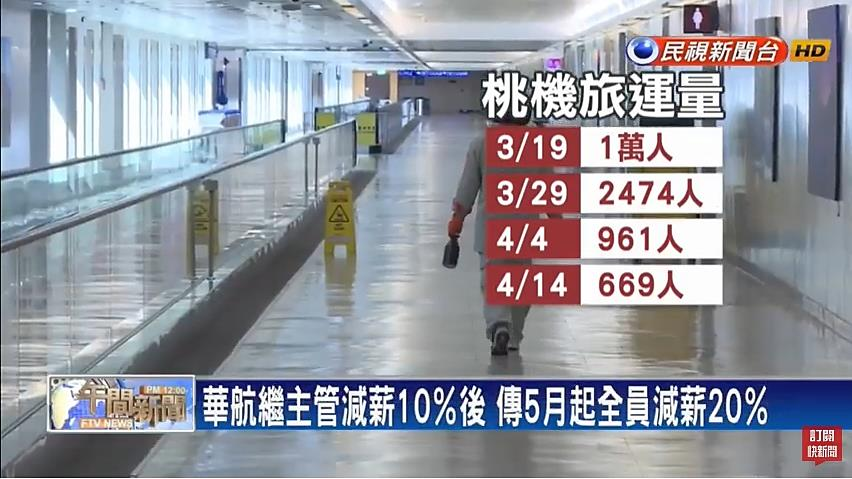 民視新聞台 HD
桃機旅運量
3/19 1萬人
3/29 2474人
4/4 961人
4/14 669人
PM 12:00
午間新聞
FTV NEWS
華航繼主管減薪10%後 傳5月起全員減薪20%
訂閱
快新聞